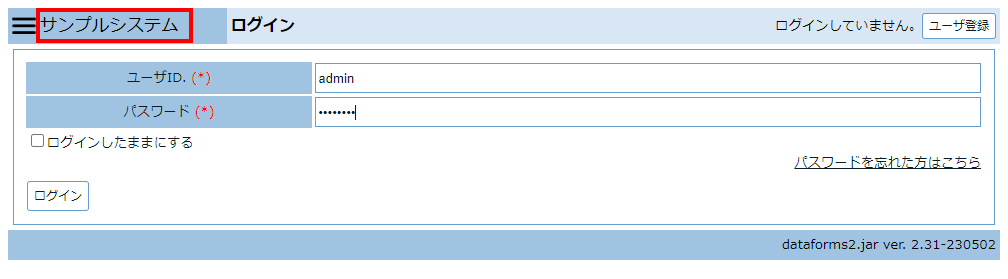 サンプルシステム ログイン ログインしていません。 ユーザ登録
ユーザID. (*) admin
パスワード (*) ••••••••
ログインしたままにする
パスワードを忘れた方はこちら
ログイン
dataforms2.jar ver. 2.31-230502